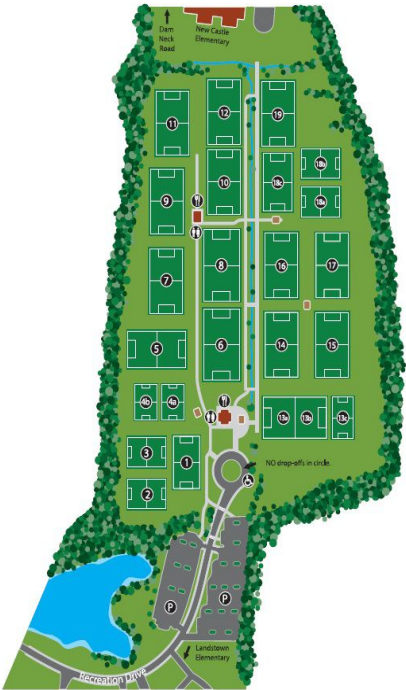 Dam
Neck
Road
New Castle
Elementary
11
12
19
18b
9
10
18c
18a
7
8
16
17
5
6
14
15
4b
4a
13a
13b
13c
3
1
2
NO drop-offs in circle.
P
P
Landstown
Elementary
Recreation Drive